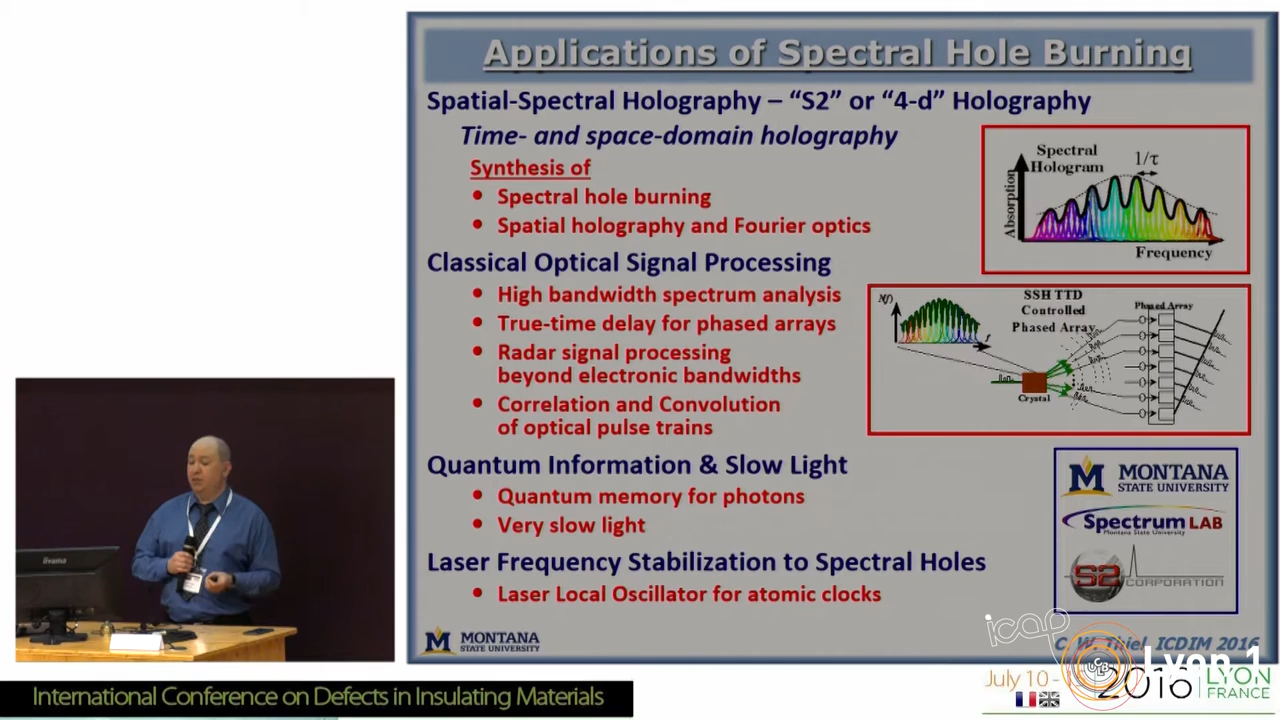 Applications of Spectral Hole Burning
Spatial-Spectral Holography – “S2” or “4-d” Holography
Time- and space-domain holography
Synthesis of
• Spectral hole burning
• Spatial holography and Fourier optics
Classical Optical Signal Processing
• High bandwidth spectrum analysis
• True-time delay for phased arrays
• Radar signal processing
beyond electronic bandwidths
• Correlation and Convolution
of optical pulse trains
Quantum Information & Slow Light
• Quantum memory for photons
• Very slow light
Laser Frequency Stabilization to Spectral Holes
• Laser Local Oscillator for atomic clocks
Spectral
Hologram
1/τ
Absorption
Frequency
N(f)
f
SSH TTD
Controlled
Phased Array
Phased Array
Crystal
M MONTANA
STATE UNIVERSITY
Spectrum LAB
Montana State University
S2 CORPORATION
M MONTANA
STATE UNIVERSITY
C. W. Thiel, ICDIM 2016
icap
UCB
Lyon 1
July 10 -
2016
LYON
FRANCE
iiyama
International Conference on Defects in Insulating Materials